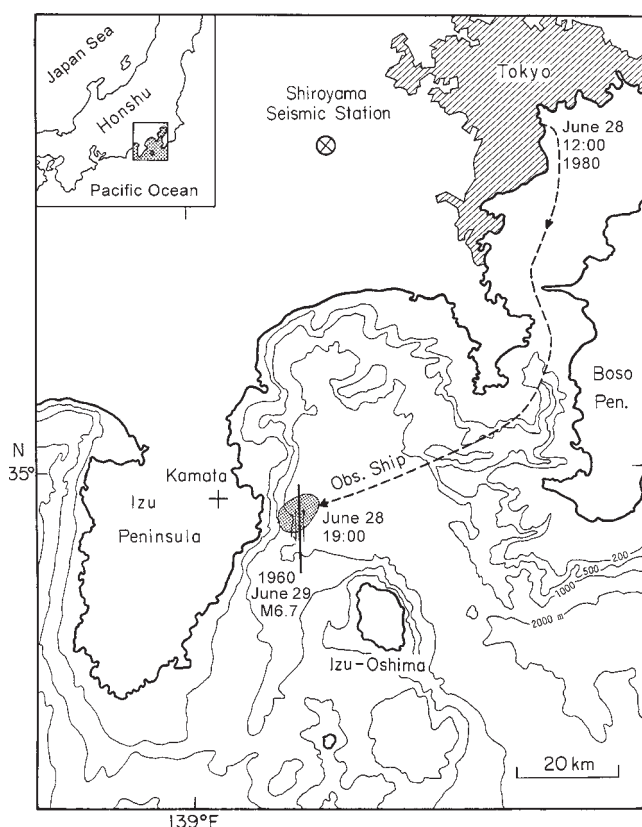 Japan Sea
Honshu
Pacific Ocean
Tokyo
Shiroyama
Seismic Station
June 28
12:00
1980
Boso
Pen.
N
35°
Kamata
Izu
Peninsula
Obs. Ship
June 28
19:00
1960
June 29
M6.7
Izu-Oshima
200
500
1000
2000 m
20 km
139°E